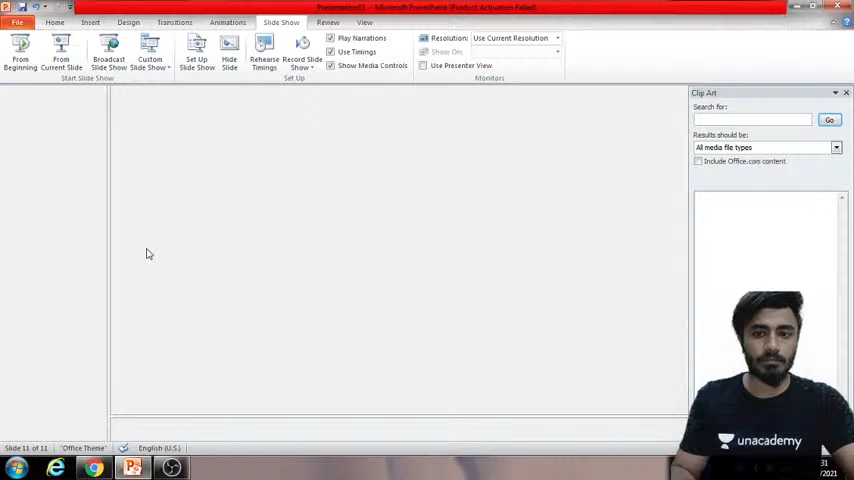 Presentation11 - Microsoft PowerPoint (Product Activation Failed)
File Home Insert Design Transitions Animations Slide Show Review View
From Beginning
From Current Slide
Broadcast Slide Show
Custom Slide Show
Set Up Slide Show
Hide Slide
Rehearse Timings
Record Slide Show
Play Narrations
Use Timings
Show Media Controls
Resolution: Use Current Resolution
Show On:
Use Presenter View
Start Slide Show
Set Up
Monitors
Clip Art
Search for:
Go
Results should be:
All media file types
Include Office.com content
unacademy
Slide 11 of 11 "Office Theme" English (U.S.)
31
/2021